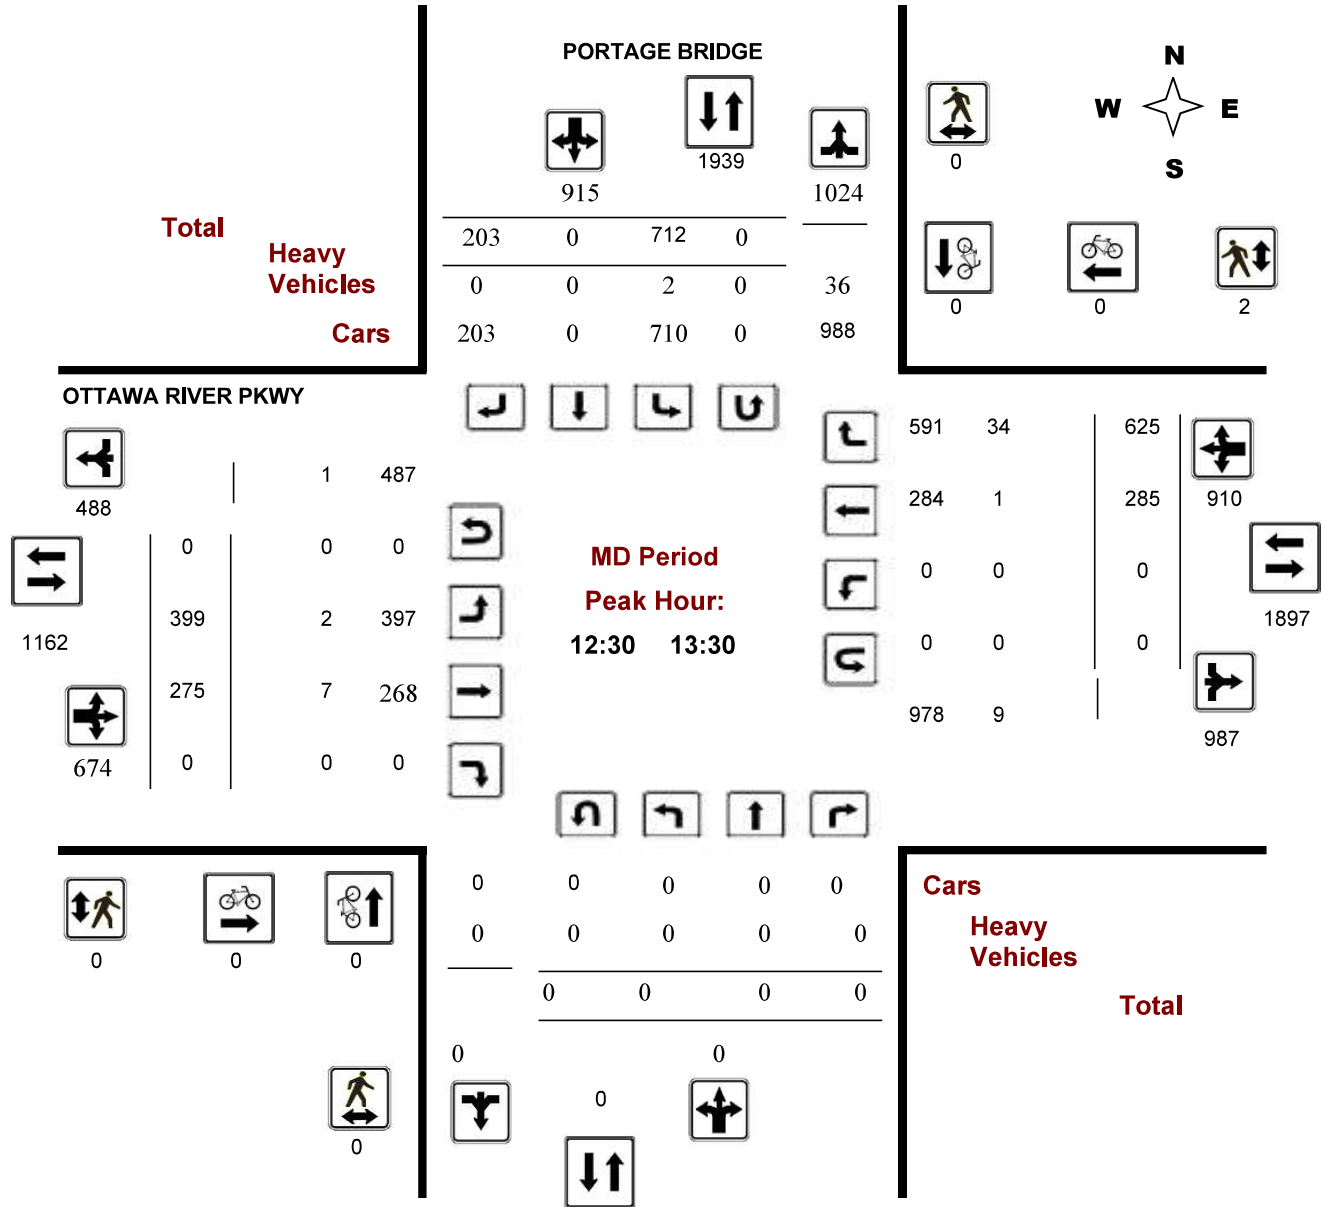 PORTAGE BRIDGE
N
W E
S
1939
0
915
1024
Total
203 0 712 0
Heavy
Vehicles
0 0 2 0 36
0 0 2
Cars
203 0 710 0 988
OTTAWA RIVER PKWY
591 34 625
1 487
488
284 1 285 910
0 0 0
MD Period
0 0 0
Peak Hour:
399 2 397
1162
12:30 13:30
0 0 0
1897
275 7 268
978 9
987
674 0 0 0
0 0 0 0 0
Cars
0 0 0 0 0
Heavy
Vehicles
0 0 0
0 0 0 0
Total
0 0
0
0